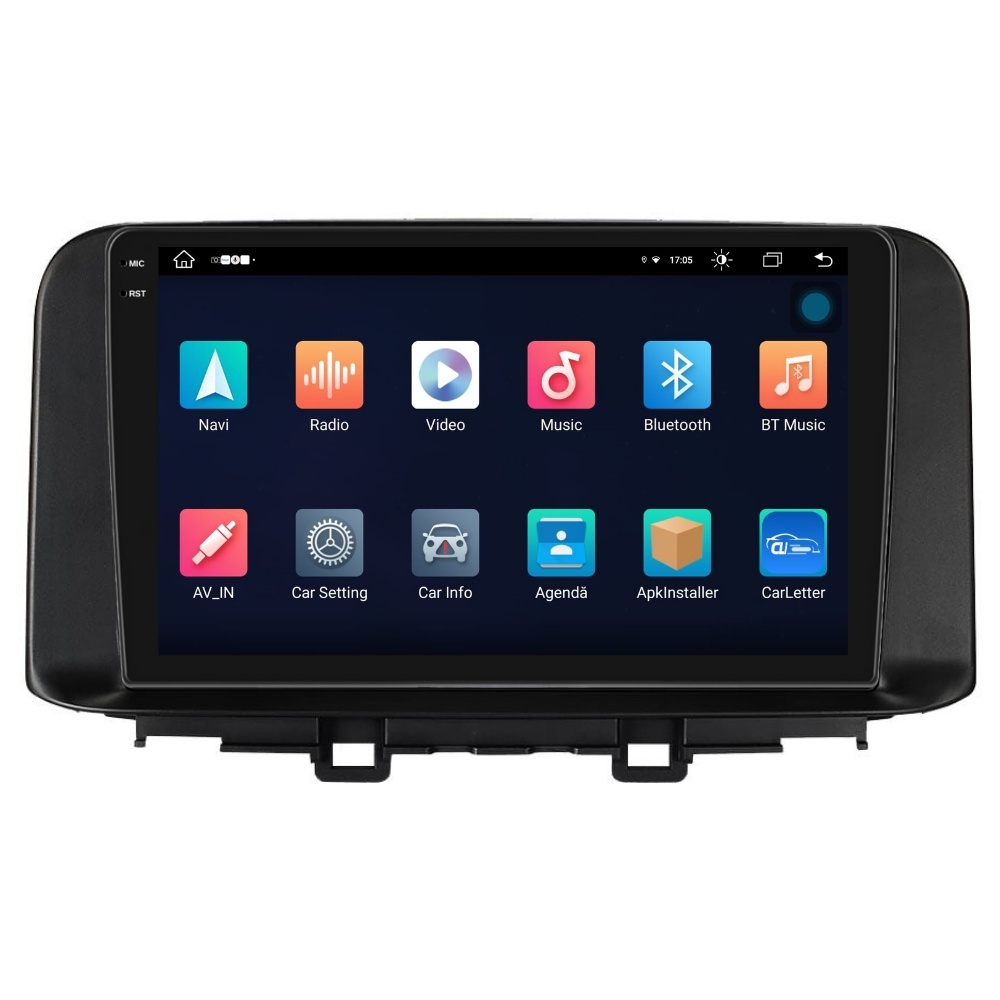 MIC
17:05
RST
Navi
Radio
Video
Music
Bluetooth
BT Music
AV_IN
Car Setting
Car Info
Agendă
ApkInstaller
CarLetter